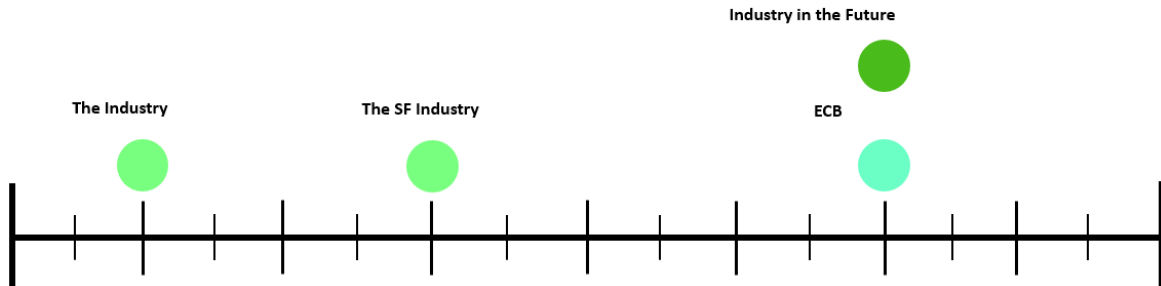 Industry in the Future
The Industry
The SF Industry
ECB